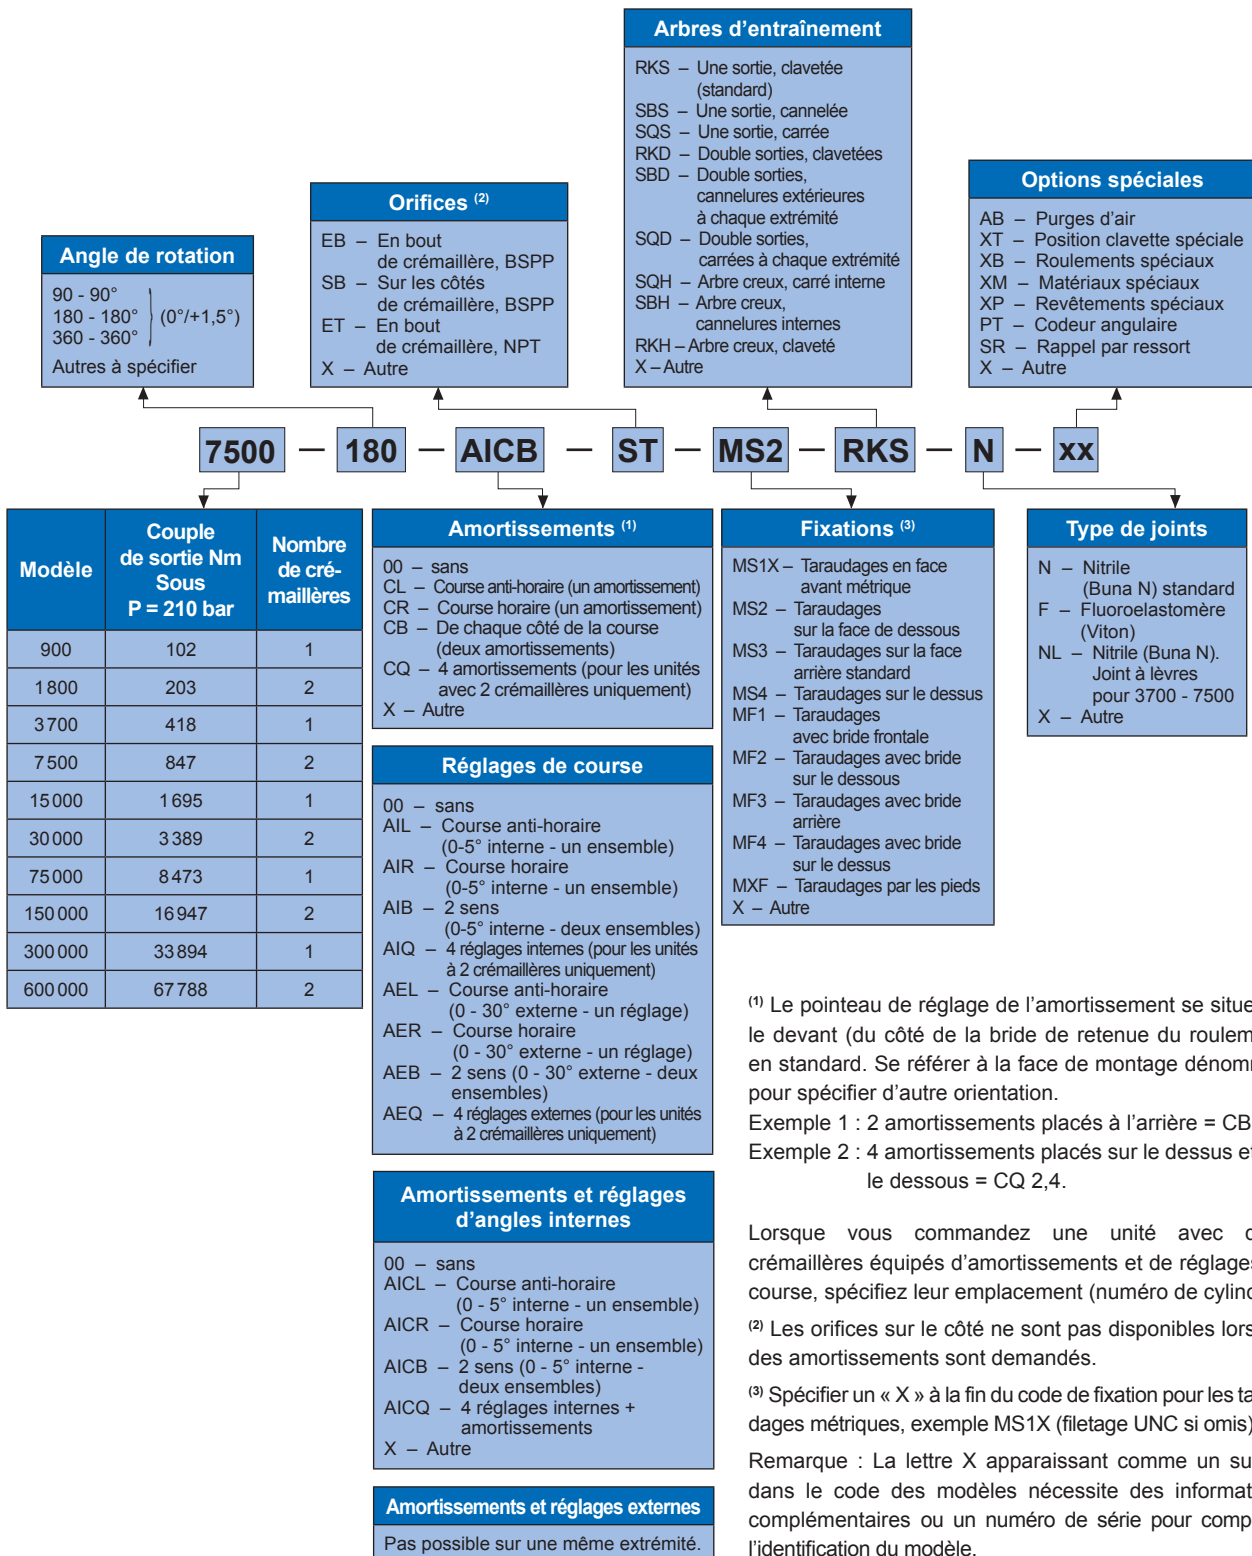 Arbres d’entraînement
RKS – Une sortie, clavetée
(standard)
SBS – Une sortie, cannelée
SQS – Une sortie, carrée
RKD – Double sorties, clavetées
SBD – Double sorties,
cannelures extérieures
à chaque extrémité
SQD – Double sorties,
carrées à chaque extrémité
SQH – Arbre creux, carré interne
SBH – Arbre creux,
cannelures internes
RKH – Arbre creux, claveté
X – Autre
Options spéciales
AB – Purges d’air
XT – Position clavette spéciale
XB – Roulements spéciaux
XM – Matériaux spéciaux
XP – Revêtements spéciaux
PT – Codeur angulaire
SR – Rappel par ressort
X – Autre
Orifices (2)
EB – En bout
de crémaillère, BSPP
SB – Sur les côtés
de crémaillère, BSPP
ET – En bout
de crémaillère, NPT
X – Autre
Angle de rotation
90 - 90°
180 - 180° (0°/+1,5°)
360 - 360°
Autres à spécifier
7500 — 180 — AICB — ST — MS2 — RKS — N — xx
Modèle Couple de sortie Nm Sous P = 210 bar Nombre de cré-maillères
900 102 1
1800 203 2
3700 418 1
7500 847 2
15000 1695 1
30000 3389 2
75000 8473 1
150000 16947 2
300000 33894 1
600000 67788 2
Amortissements (1)
00 – sans
CL – Course anti-horaire (un amortissement)
CR – Course horaire (un amortissement)
CB – De chaque côté de la course
(deux amortissements)
CQ – 4 amortissements (pour les unités
avec 2 crémaillères uniquement)
X – Autre
Réglages de course
00 – sans
AIL – Course anti-horaire
(0-5° interne - un ensemble)
AIR – Course horaire
(0-5° interne - un ensemble)
AIB – 2 sens
(0-5° interne - deux ensembles)
AIQ – 4 réglages internes (pour les unités
à 2 crémaillères uniquement)
AEL – Course anti-horaire
(0 - 30° externe - un réglage)
AER – Course horaire
(0 - 30° externe - un réglage)
AEB – 2 sens (0 - 30° externe - deux
ensembles)
AEQ – 4 réglages externes (pour les unités
à 2 crémaillères uniquement)
Amortissements et réglages
d’angles internes
00 – sans
AICL – Course anti-horaire
(0 - 5° interne - un ensemble)
AICR – Course horaire
(0 - 5° interne - un ensemble)
AICB – 2 sens (0 - 5° interne -
deux ensembles)
AICQ – 4 réglages internes +
amortissements
X – Autre
Amortissements et réglages externes
Pas possible sur une même extrémité.
Fixations (3)
MS1X – Taraudages en face
avant métrique
MS2 – Taraudages
sur la face de dessous
MS3 – Taraudages sur la face
arrière standard
MS4 – Taraudages sur le dessus
MF1 – Taraudages
avec bride frontale
MF2 – Taraudages avec bride
sur le dessous
MF3 – Taraudages avec bride
arrière
MF4 – Taraudages avec bride
sur le dessus
MXF – Taraudages par les pieds
X – Autre
Type de joints
N – Nitrile
(Buna N) standard
F – Fluoroelastomère
(Viton)
NL – Nitrile (Buna N).
Joint à lèvres
pour 3700 - 7500
X – Autre
(1) Le pointeau de réglage de l’amortissement se situe
le devant (du côté de la bride de retenue du roulem
en standard. Se référer à la face de montage dénom
pour spécifier d’autre orientation.
Exemple 1 : 2 amortissements placés à l’arrière = CB
Exemple 2 : 4 amortissements placés sur le dessus e
le dessous = CQ 2,4.
Lorsque vous commandez une unité avec
crémaillères équipés d’amortissements et de réglages
course, spécifiez leur emplacement (numéro de cylind
(2) Les orifices sur le côté ne sont pas disponibles lors
des amortissements sont demandés.
(3) Spécifier un « X » à la fin du code de fixation pour les ta
dages métriques, exemple MS1X (filetage UNC si omis)
Remarque : La lettre X apparaissant comme un su
dans le code des modèles nécessite des informat
complémentaires ou un numéro de série pour comp
l’identification du modèle.